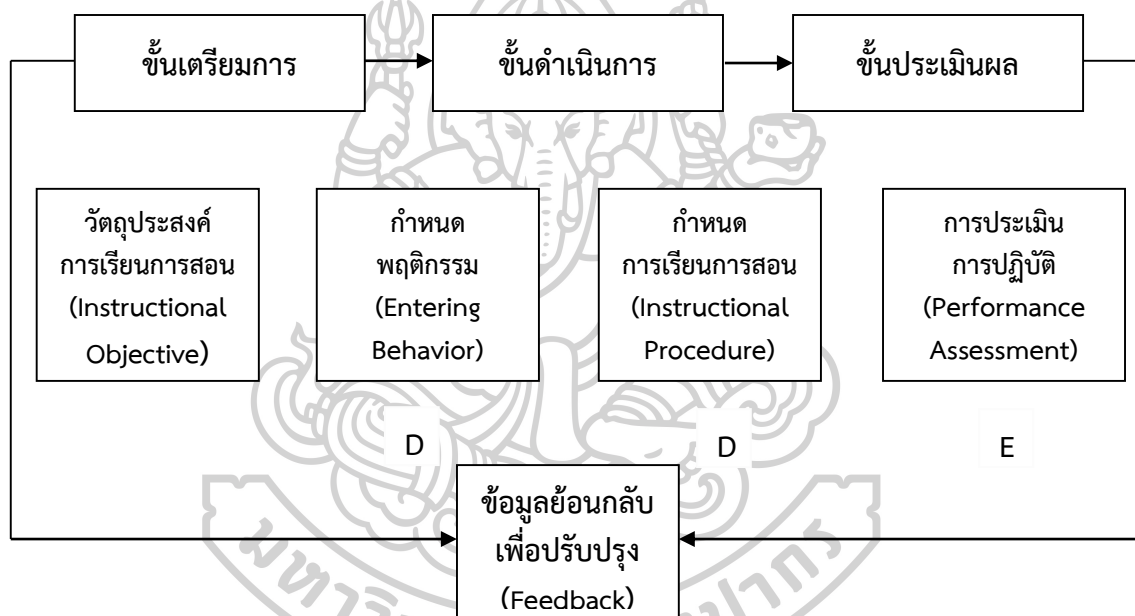 ขั้นเตรียมการ
ขั้นดำเนินการ
ขั้นประเมินผล
วัตถุประสงค์
การเรียนการสอน
(Instructional
Objective)
กำหนด
พฤติกรรม
(Entering
Behavior)
กำหนด
การเรียนการสอน
(Instructional
Procedure)
การประเมิน
การปฏิบัติ
(Performance
Assessment)
D
D
E
ข้อมูลย้อนกลับ
เพื่อปรับปรุง
(Feedback)